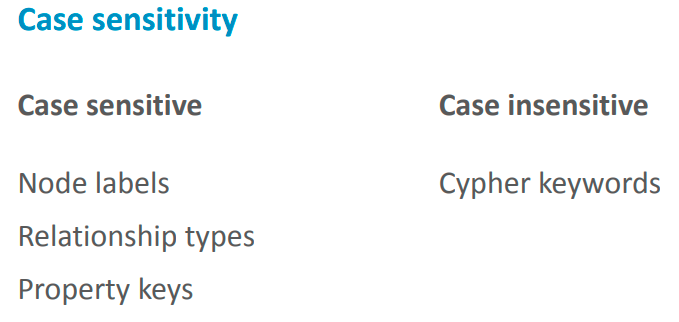 Case sensitivity
Case sensitive
Case insensitive
Node labels
Cypher keywords
Relationship types
Property keys